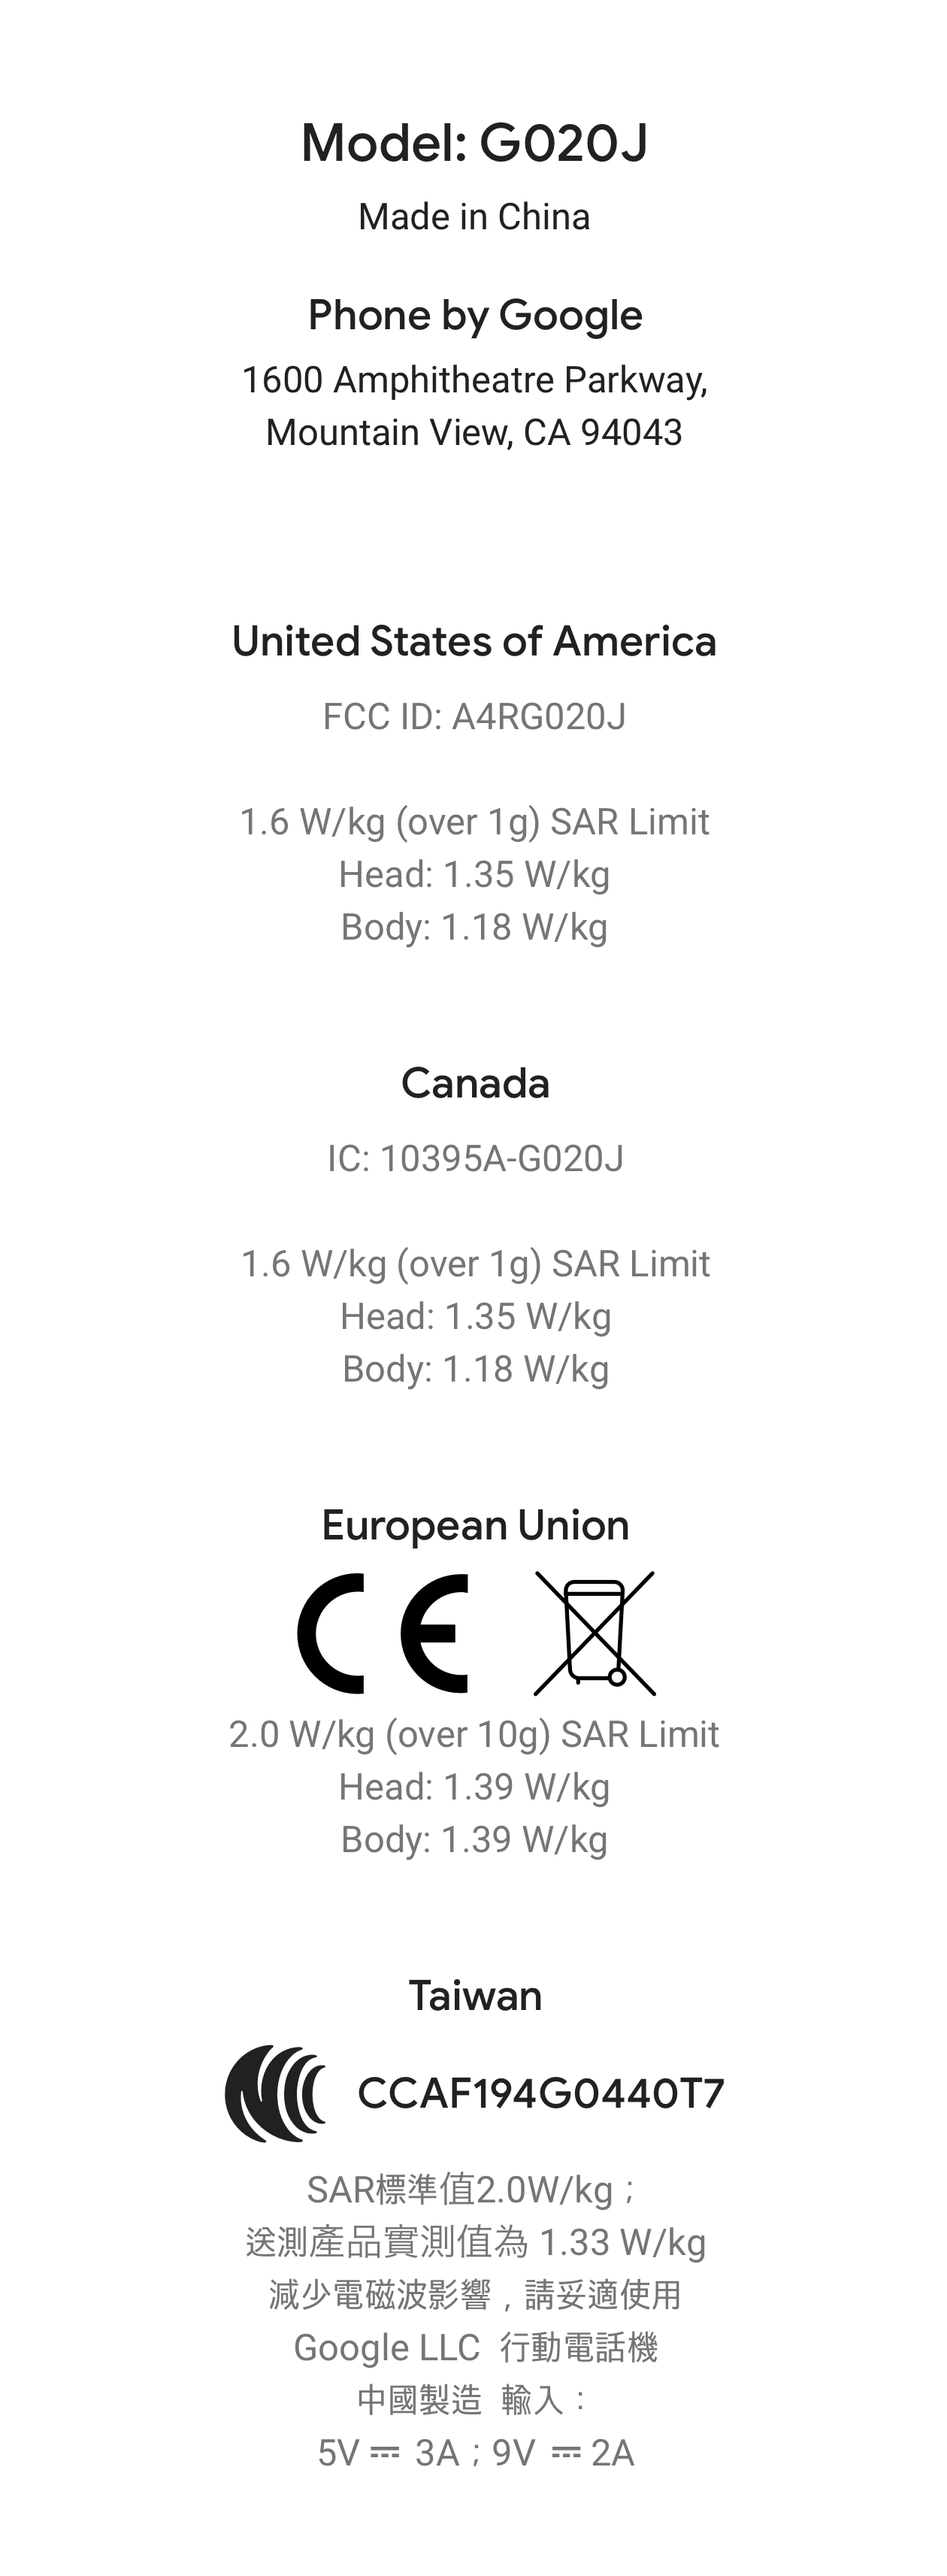 Model: G020J
Made in China
Phone by Google
1600 Amphitheatre Parkway,
Mountain View, CA 94043
United States of America
FCC ID: A4RG020J
1.6 W/kg (over 1g) SAR Limit
Head: 1.35 W/kg
Body: 1.18 W/kg
Canada
IC: 10395A-G020J
1.6 W/kg (over 1g) SAR Limit
Head: 1.35 W/kg
Body: 1.18 W/kg
European Union
CE
2.0 W/kg (over 10g) SAR Limit
Head: 1.39 W/kg
Body: 1.39 W/kg
Taiwan
CCAF194G0440T7
SAR標準值2.0W/kg；
送測產品實測值為 1.33 W/kg
減少電磁波影響，請妥適使用
Google LLC 行動電話機
中國製造 輸入：
5V ⎓ 3A；9V ⎓ 2A